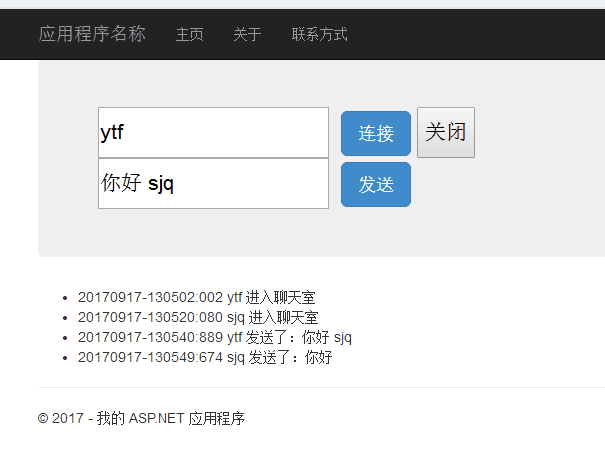 应用程序名称 主页 关于 联系方式
ytf 连接 关闭
你好 sjq 发送
20170917-130502:002 ytf 进入聊天室
20170917-130520:080 sjq 进入聊天室
20170917-130540:889 ytf 发送了：你好 sjq
20170917-130549:674 sjq 发送了：你好
© 2017 - 我的 ASP.NET 应用程序